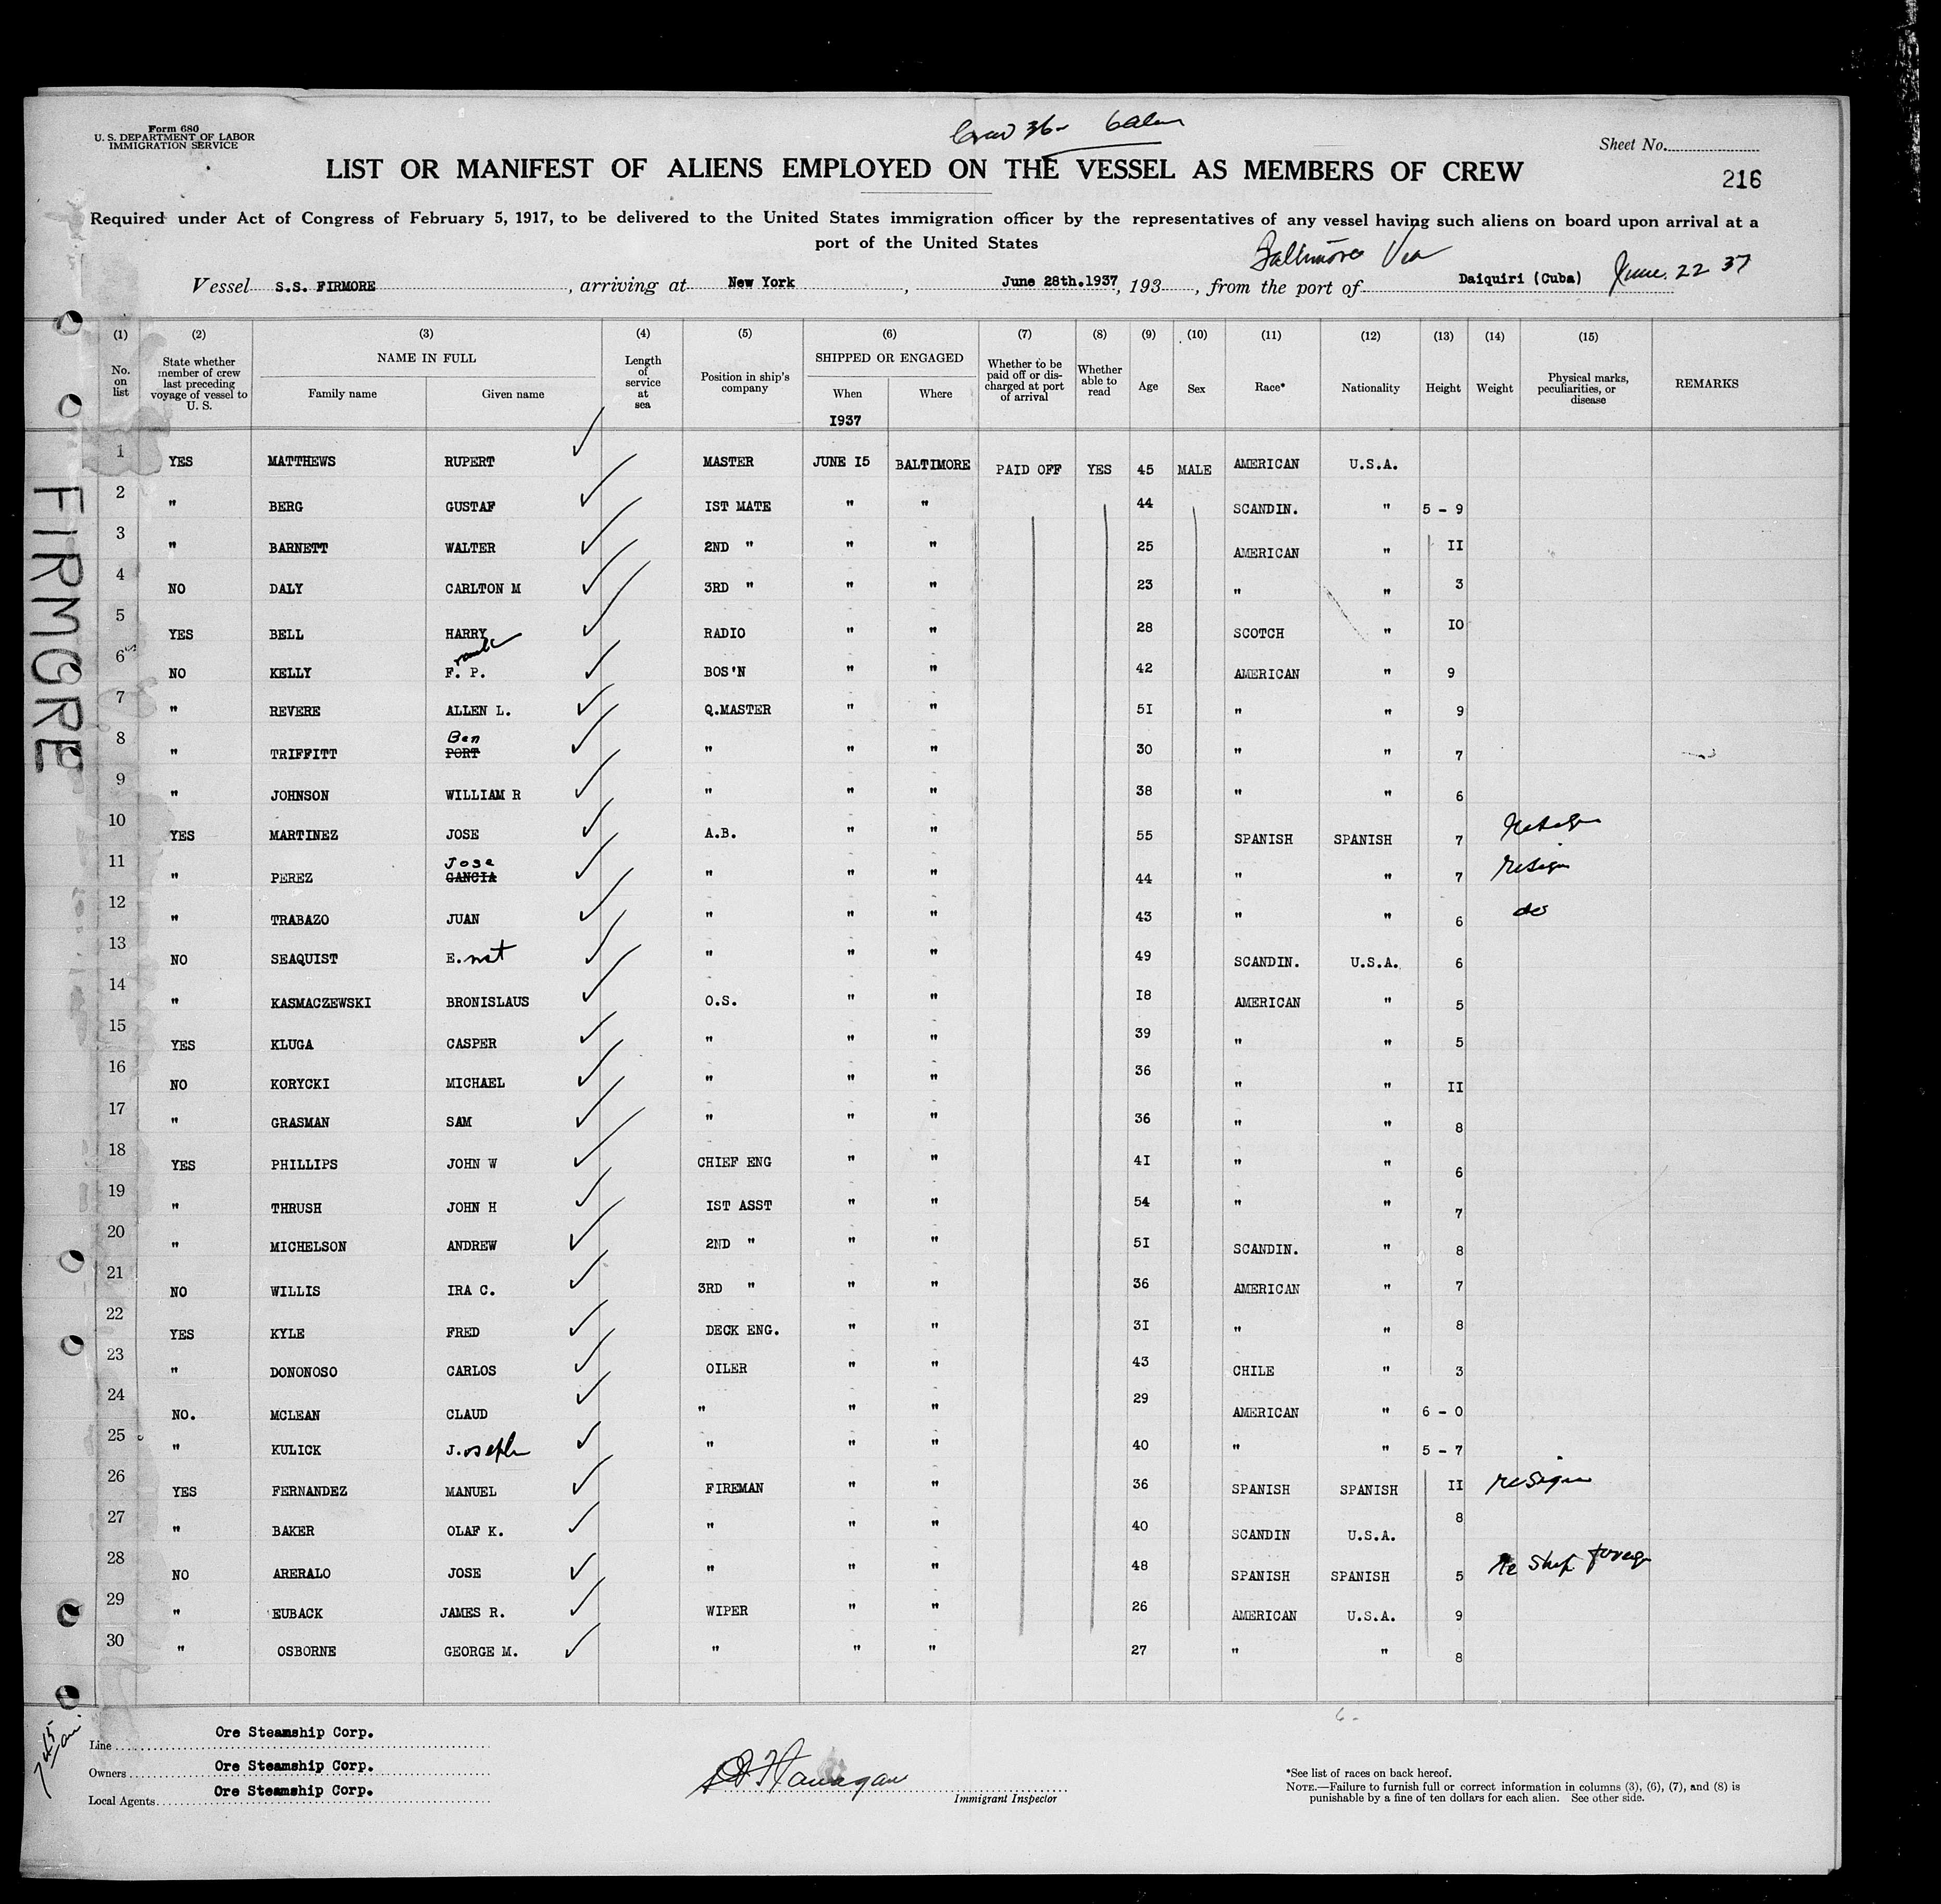 Form 680
U. S. DEPARTMENT OF LABOR
IMMIGRATION SERVICE
Crew 36-
Sheet No.
LIST OR MANIFEST OF ALIENS EMPLOYED ON THE VESSEL AS MEMBERS OF CREW
216
Required under Act of Congress of February 5, 1917, to be delivered to the United States immigration officer by the representatives of any vessel having such aliens on board upon arrival at a
port of the United States
Baltimore Via
Vessel S.S. FIRMORE, arriving at New York, June 28th.1937, 193, from the port of Daiquiri (Cuba) June. 22 37
(1) (2) (3) (4) (5) (6) (7) (8) (9) (10) (11) (12) (13) (14) (15)
No. on list State whether member of crew last preceding voyage of vessel to U. S. NAME IN FULL Family name Given name Length of service at sea Position in ship's company SHIPPED OR ENGAGED When Where Whether to be paid off or discharged at port of arrival Whether able to read Age Sex Race* Nationality Height Weight Physical marks, peculiarities, or disease REMARKS
1937
1 YES MATTHEWS RUPERT MASTER JUNE I5 BALTIMORE PAID OFF YES 45 MALE AMERICAN U.S.A.
2 " BERG GUSTAF IST MATE " " 44 SCANDIN. " 5 - 9
3 " BARNETT WALTER 2ND " " " 25 AMERICAN " II
4 NO DALY CARLTON M 3RD " " " 23 " " 3
5 YES BELL HARRY RADIO " " 28 SCOTCH " IO
6 NO KELLY F. P. rank BOS'N " " 42 AMERICAN " 9
7 " REVERE ALLEN L. Q.MASTER " " 5I " " 9
8 " TRIFFITT Ben PORT " " " 30 " " 7
9 " JOHNSON WILLIAM R " " " 38 " " 6
10 YES MARTINEZ JOSE A.B. " " 55 SPANISH SPANISH 7 Resign
11 " PEREZ Jose GANCIA " " " 44 " " 7 Resign
12 " TRABAZO JUAN " " " 43 " " 6 do
13 NO SEAQUIST E.rnst " " " 49 SCANDIN. U.S.A. 6
14 " KASMACZEWSKI BRONISLAUS O.S. " " I8 AMERICAN " 5
15 YES KLUGA CASPER " " " 39 " " 5
16 NO KORYCKI MICHAEL " " " 36 " " II
17 " GRASMAN SAM " " " 36 " " 8
18 YES PHILLIPS JOHN W CHIEF ENG " " 4I " " 6
19 " THRUSH JOHN H IST ASST " " 54 " " 7
20 " MICHELSON ANDREW 2ND " " " 5I SCANDIN. " 8
21 NO WILLIS IRA C. 3RD " " " 36 AMERICAN " 7
22 YES KYLE FRED DECK ENG. " " 3I " " 8
23 " DONONOSO CARLOS OILER " " 43 CHILE " 3
24 NO. MCLEAN CLAUD " " " 29 AMERICAN " 6 - 0
25 " KULICK J.oseph " " " 40 " " 5 - 7
26 YES FERNANDEZ MANUEL FIREMAN " " 36 SPANISH SPANISH II resign
27 " BAKER OLAF K. " " " 40 SCANDIN U.S.A. 8
28 NO ARERALO JOSE " " " 48 SPANISH SPANISH 5 Re Ship foreign
29 " EUBACK JAMES R. WIPER " " 26 AMERICAN U.S.A. 9
30 " OSBORNE GEORGE M. " " " 27 " " 8
FIRMORE
6 -
745 am.
Line Ore Steamship Corp.
Owners Ore Steamship Corp.
Local Agents Ore Steamship Corp.
Flanagan
Immigrant Inspector
*See list of races on back hereof.
NOTE.—Failure to furnish full or correct information in columns (3), (6), (7), and (8) is
punishable by a fine of ten dollars for each alien. See other side.